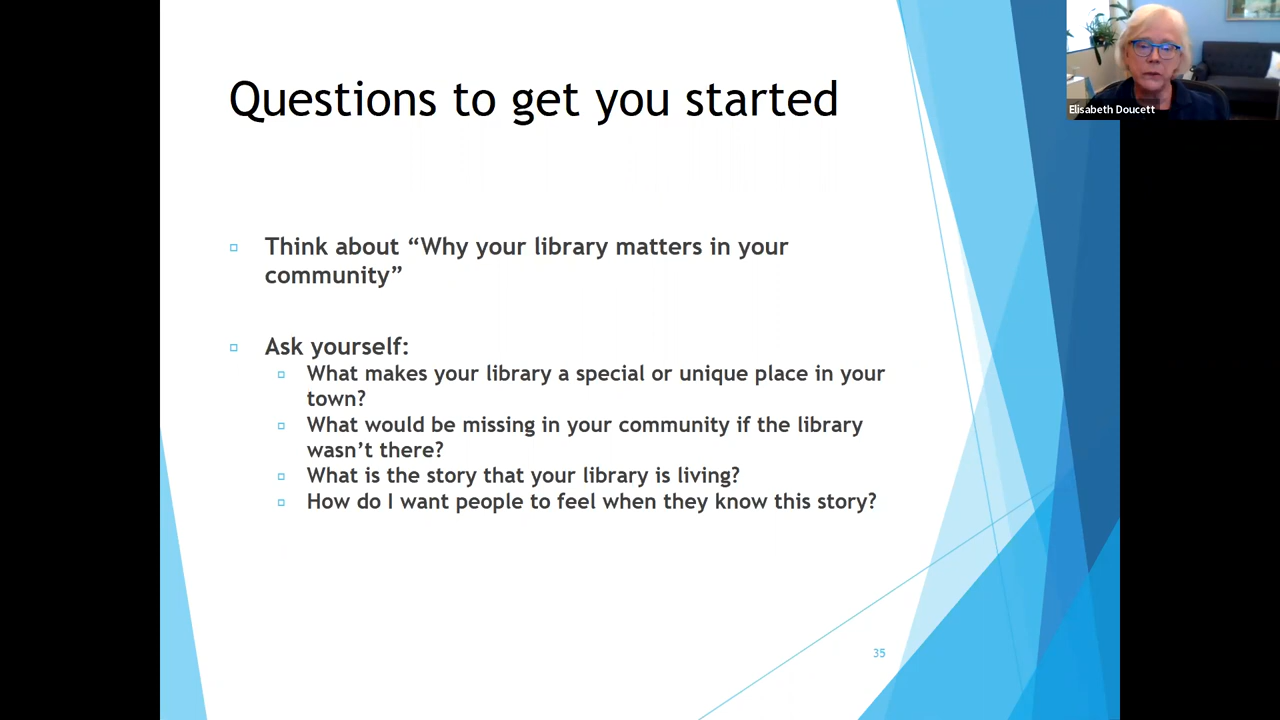 Questions to get you started
Elisabeth Doucett
Think about “Why your library matters in your
community”
Ask yourself:
What makes your library a special or unique place in your
town?
What would be missing in your community if the library
wasn’t there?
What is the story that your library is living?
How do I want people to feel when they know this story?
35